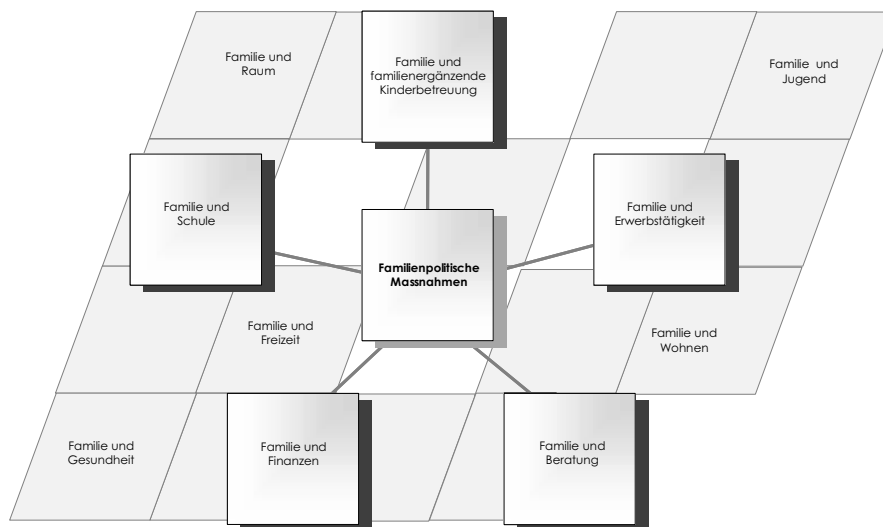 Familie und
Raum
Familie und
familienergänzende
Kinderbetreuung
Familie und
Jugend
Familie und
Schule
Familie und
Erwerbstätigkeit
Familienpolitische
Massnahmen
Familie und
Freizeit
Familie und
Wohnen
Familie und
Gesundheit
Familie und
Finanzen
Familie und
Beratung